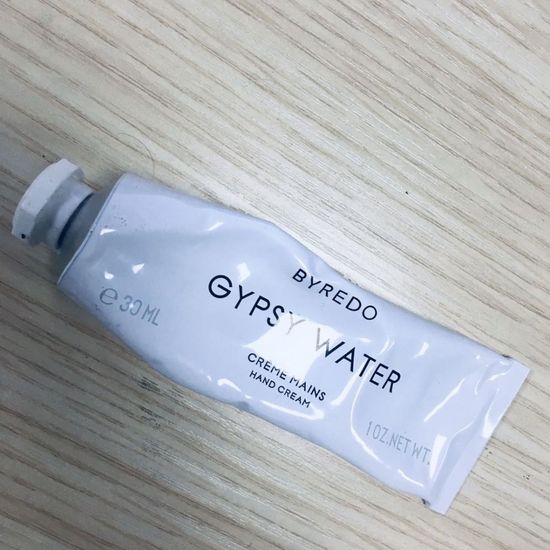 BYREDO
GYPSY WATER
CREME MAINS
HAND CREAM
℮ 30 ML
1 OZ. NET WT.